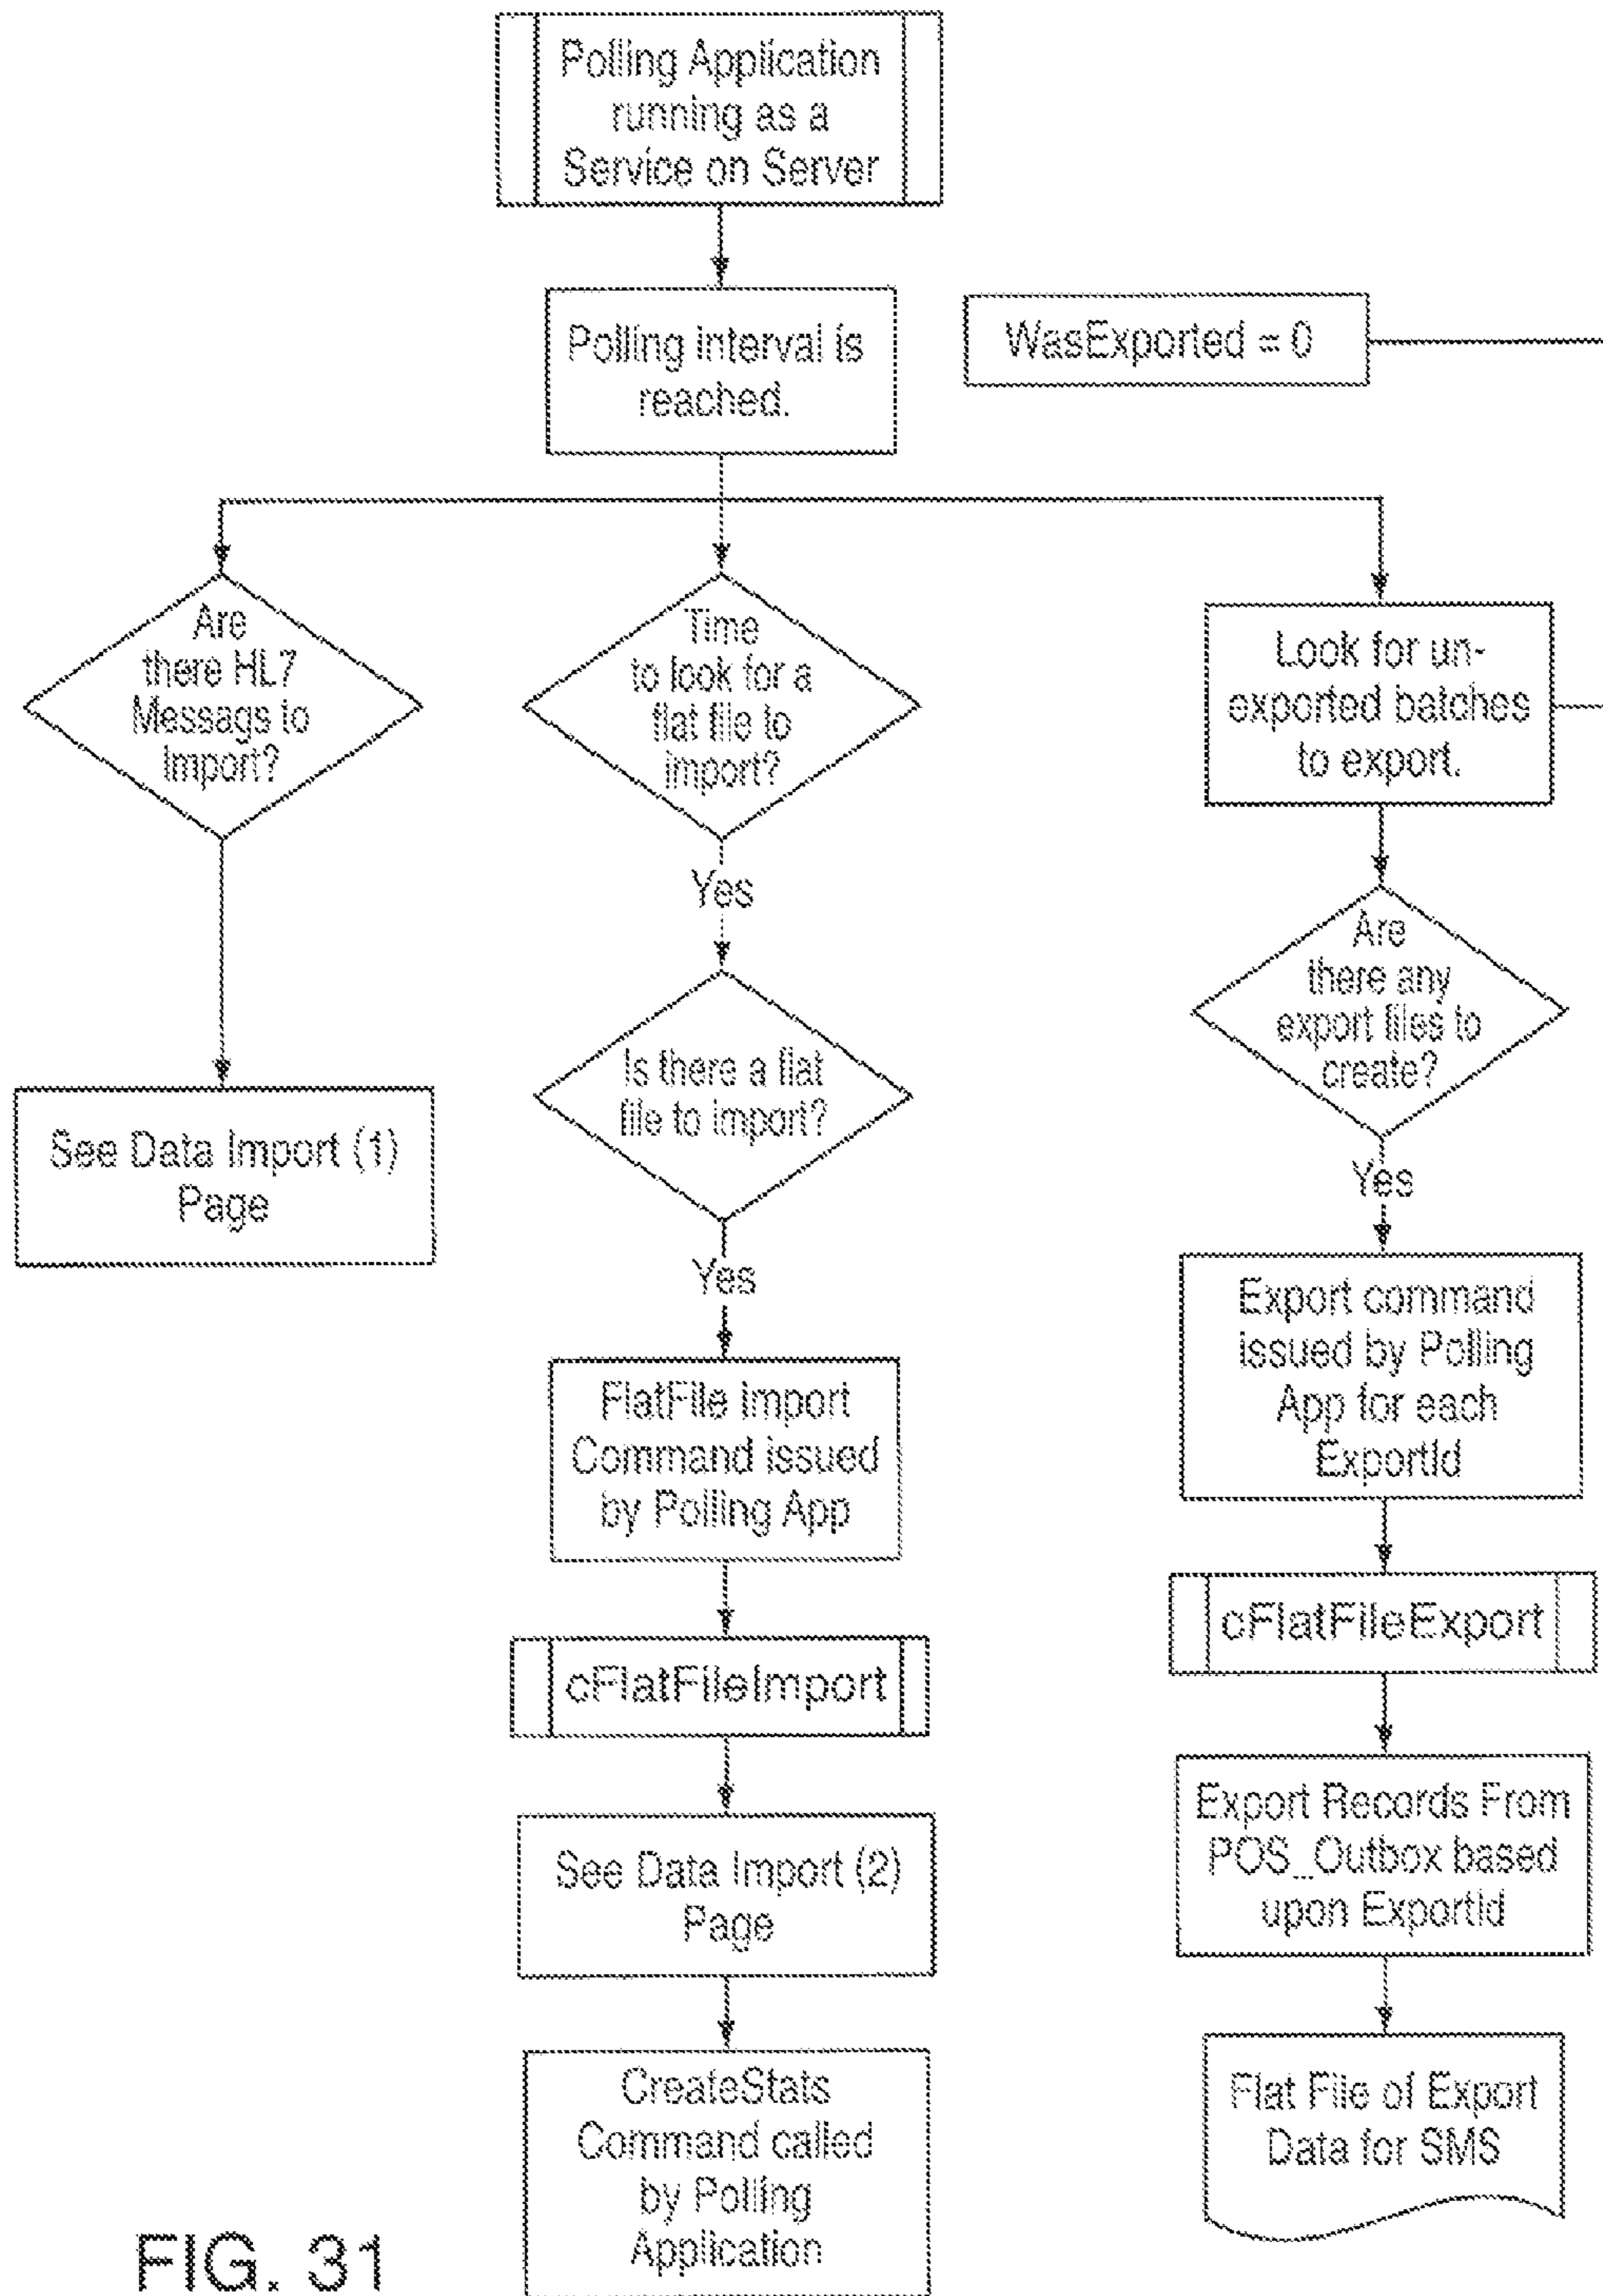 Polling Application
running as a
Service on Server
Polling interval is
reached.
WasExported = 0
Are
there HL7
Messags to
Import?
Time
to look for a
flat file to
import?
Look for un-
exported batches
to export.
Yes
Are
there any
export files to
create?
Is there a flat
file to import?
See Data Import (1)
Page
Yes
Yes
Export command
issued by Polling
App for each
ExportId
FlatFile Import
Command issued
by Polling App
cFlatFileExport
cFlatFileImport
Export Records From
POS_Outbox based
upon ExportId
See Data Import (2)
Page
CreateStats
Command called
by Polling
Application
Flat File of Export
Data for SMS
FIG. 31